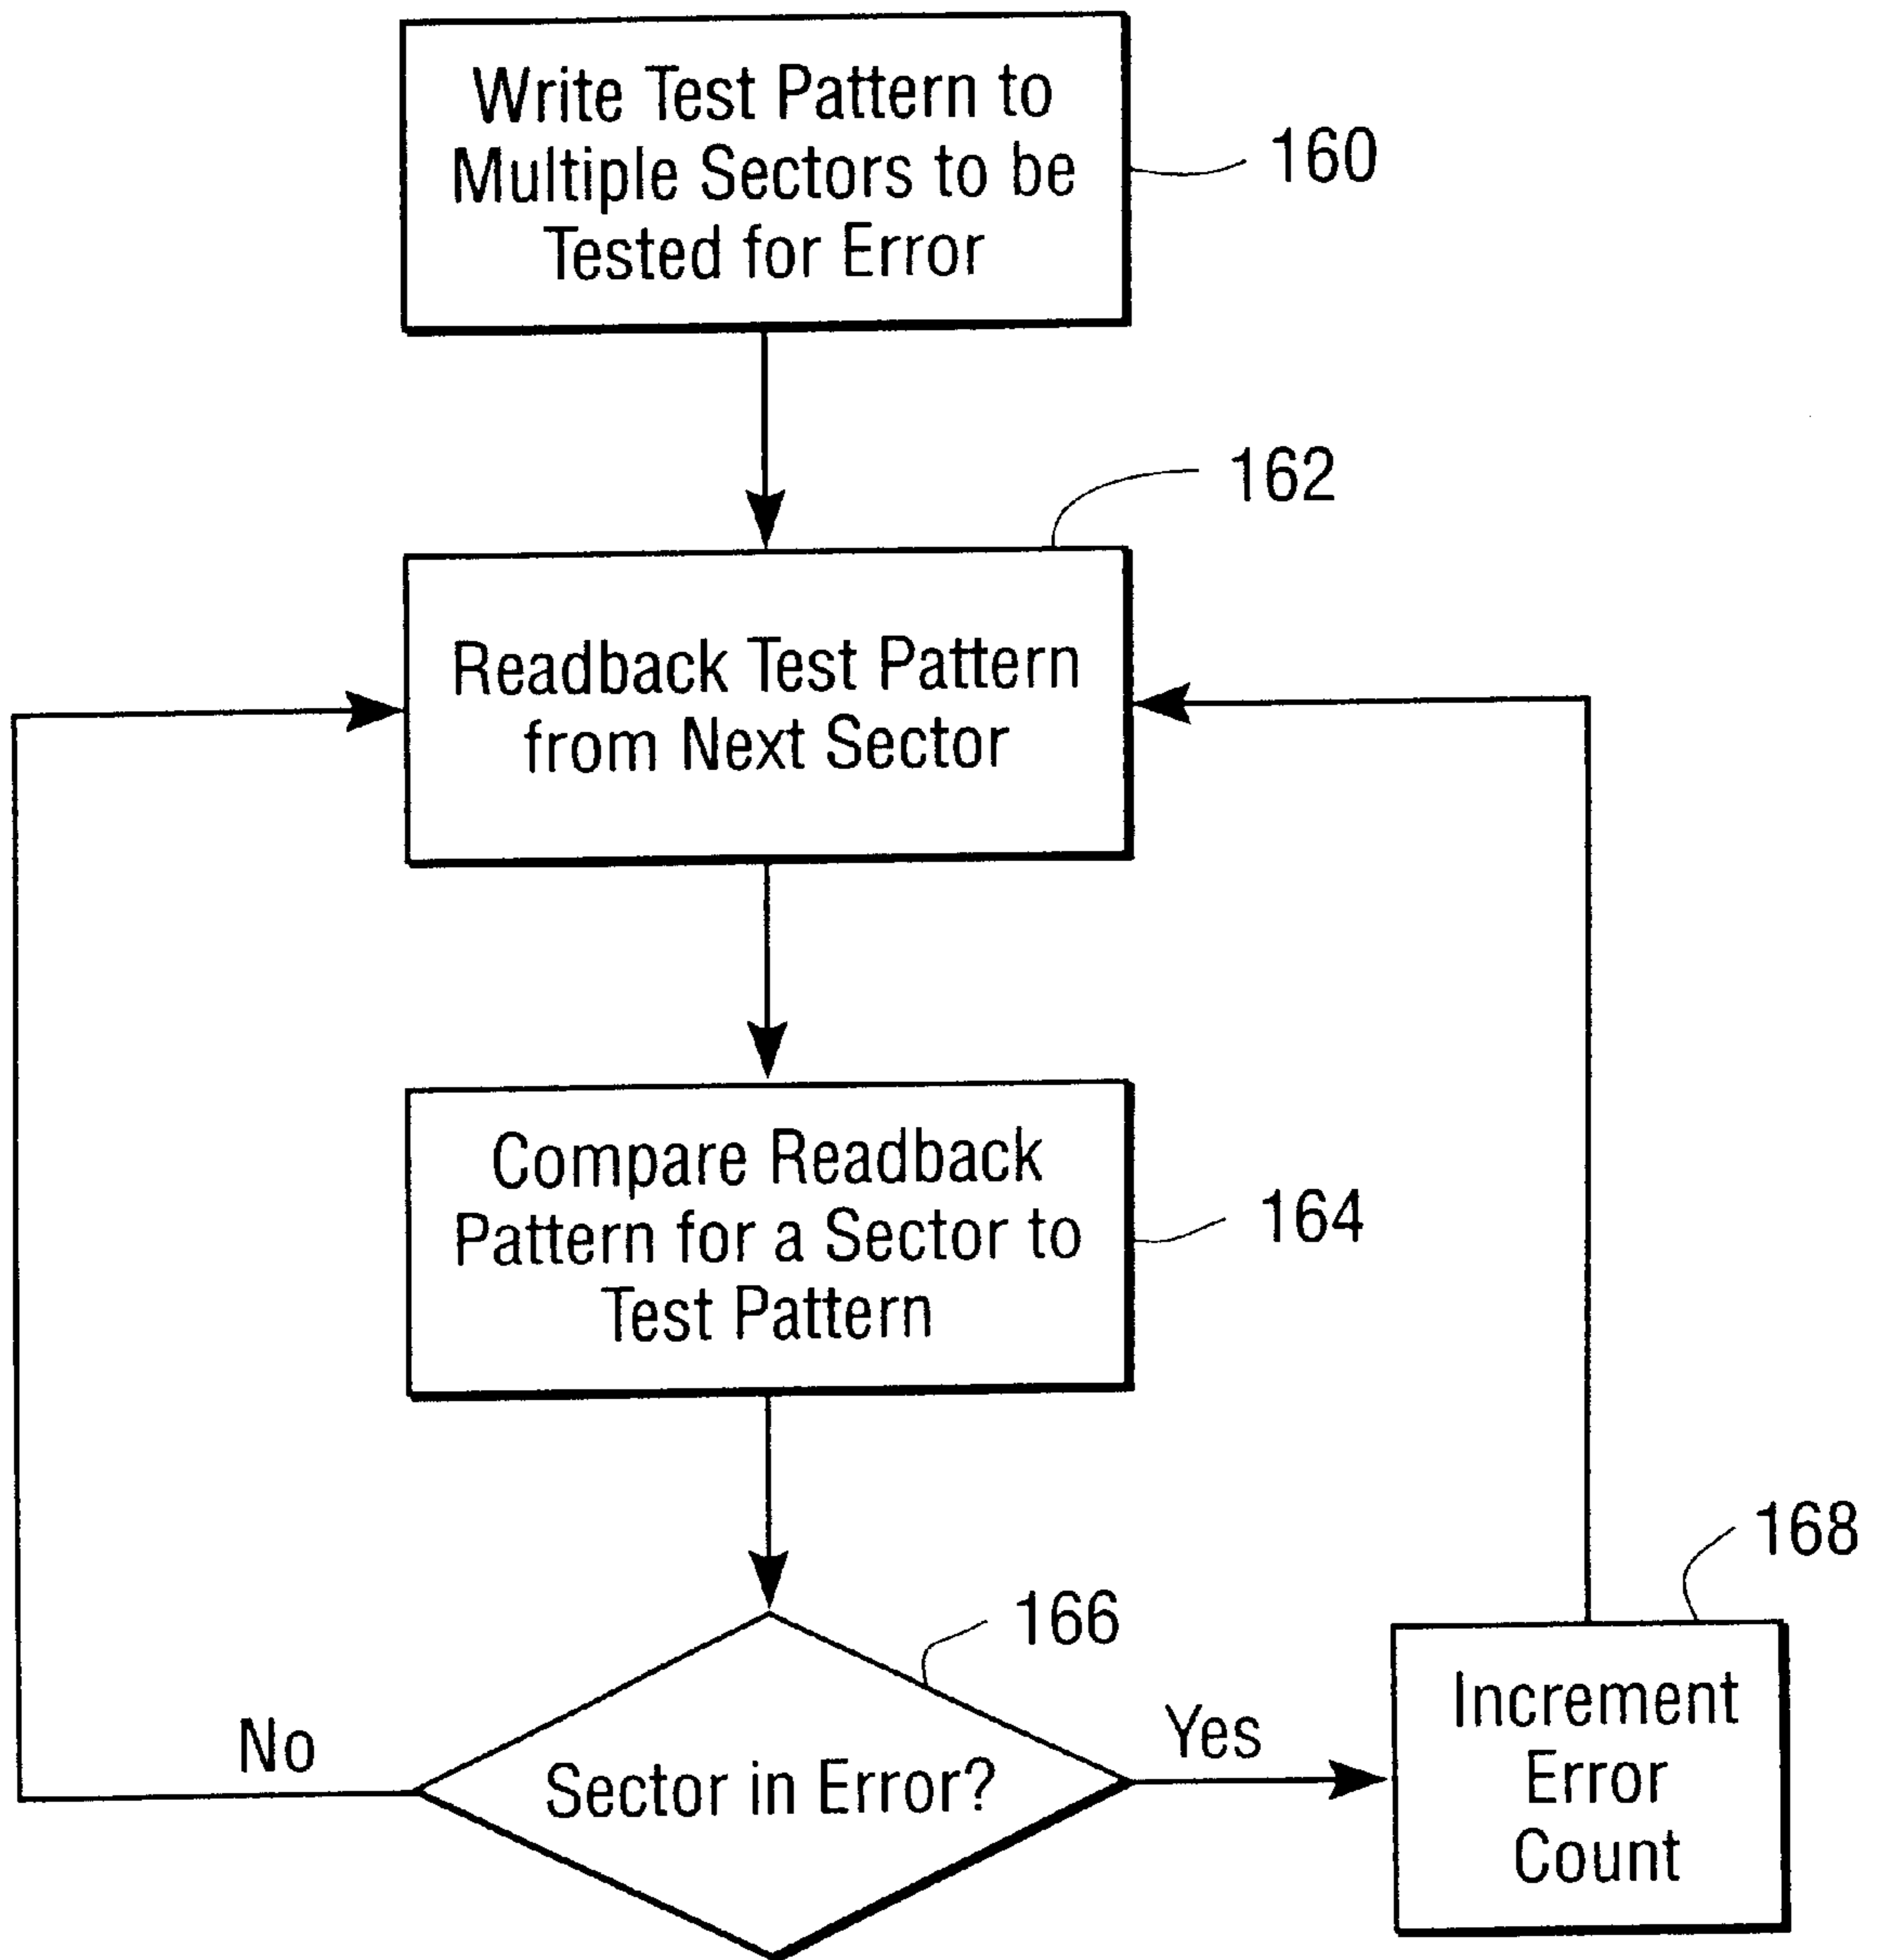 Write Test Pattern to
Multiple Sectors to be
Tested for Error
160
162
Readback Test Pattern
from Next Sector
Compare Readback
Pattern for a Sector to
Test Pattern
164
166
168
No
Sector in Error?
Yes
Increment
Error
Count